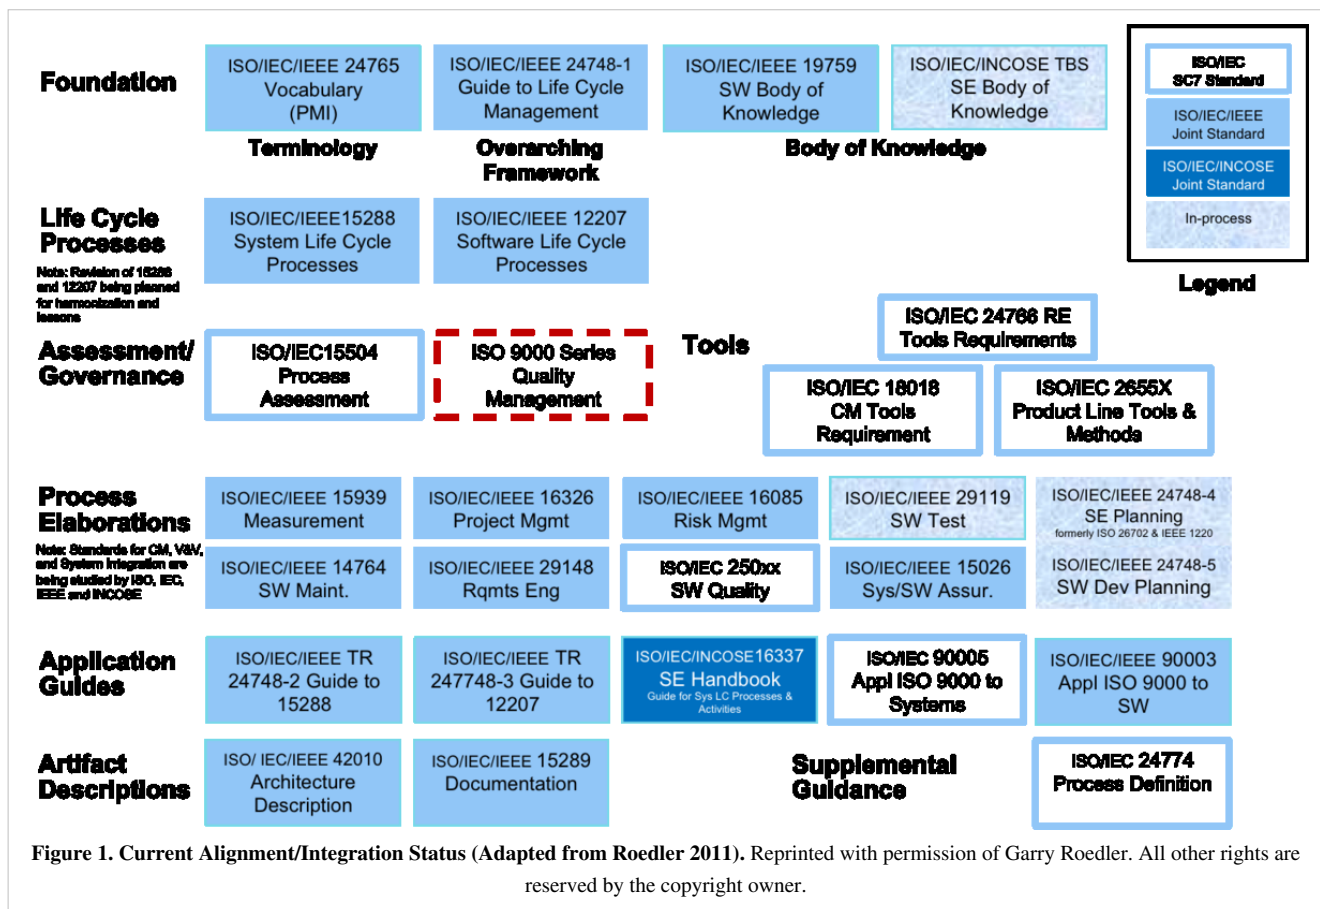 Foundation
ISO/IEC/IEEE 24765
Vocabulary
(PMI)
ISO/IEC/IEEE 24748-1
Guide to Life Cycle
Management
ISO/IEC/IEEE 19759
SW Body of
Knowledge
ISO/IEC/INCOSE TBS
SE Body of
Knowledge
Terminology
Overarching
Framework
Body of Knowledge
ISO/IEC
SC7 Standard
ISO/IEC/IEEE
Joint Standard
ISO/IEC/INCOSE
Joint Standard
In-process
Legend
Life Cycle
Processes
Note: Revision of 15288
and 12207 being planned
for harmonization and
lessons
ISO/IEC/IEEE15288
System Life Cycle
Processes
ISO/IEC/IEEE 12207
Software Life Cycle
Processes
Assessment/
Governance
ISO/IEC15504
Process
Assessment
ISO 9000 Series
Quality
Management
Tools
ISO/IEC 24766 RE
Tools Requirements
ISO/IEC 18018
CM Tools
Requirement
ISO/IEC 2655X
Product Line Tools &
Methods
Process
Elaborations
Note: Standards for CM, V&V,
and System Integration are
being studied by ISO, IEC,
IEEE and INCOSE
ISO/IEC/IEEE 15939
Measurement
ISO/IEC/IEEE 16326
Project Mgmt
ISO/IEC/IEEE 16085
Risk Mgmt
ISO/IEC/IEEE 29119
SW Test
ISO/IEC/IEEE 24748-4
SE Planning
formerly ISO 26702 & IEEE 1220
ISO/IEC/IEEE 14764
SW Maint.
ISO/IEC/IEEE 29148
Rqmts Eng
ISO/IEC 250xx
SW Quality
ISO/IEC/IEEE 15026
Sys/SW Assur.
ISO/IEC/IEEE 24748-5
SW Dev Planning
Application
Guides
ISO/IEC/IEEE TR
24748-2 Guide to
15288
ISO/IEC/IEEE TR
247748-3 Guide to
12207
ISO/IEC/INCOSE16337
SE Handbook
Guide for Sys LC Processes &
Activities
ISO/IEC 90005
Appl ISO 9000 to
Systems
ISO/IEC/IEEE 90003
Appl ISO 9000 to
SW
Artifact
Descriptions
ISO/ IEC/IEEE 42010
Architecture
Description
ISO/IEC/IEEE 15289
Documentation
Supplemental
Guidance
ISO/IEC 24774
Process Definition
Figure 1. Current Alignment/Integration Status (Adapted from Roedler 2011). Reprinted with permission of Garry Roedler. All other rights are
reserved by the copyright owner.